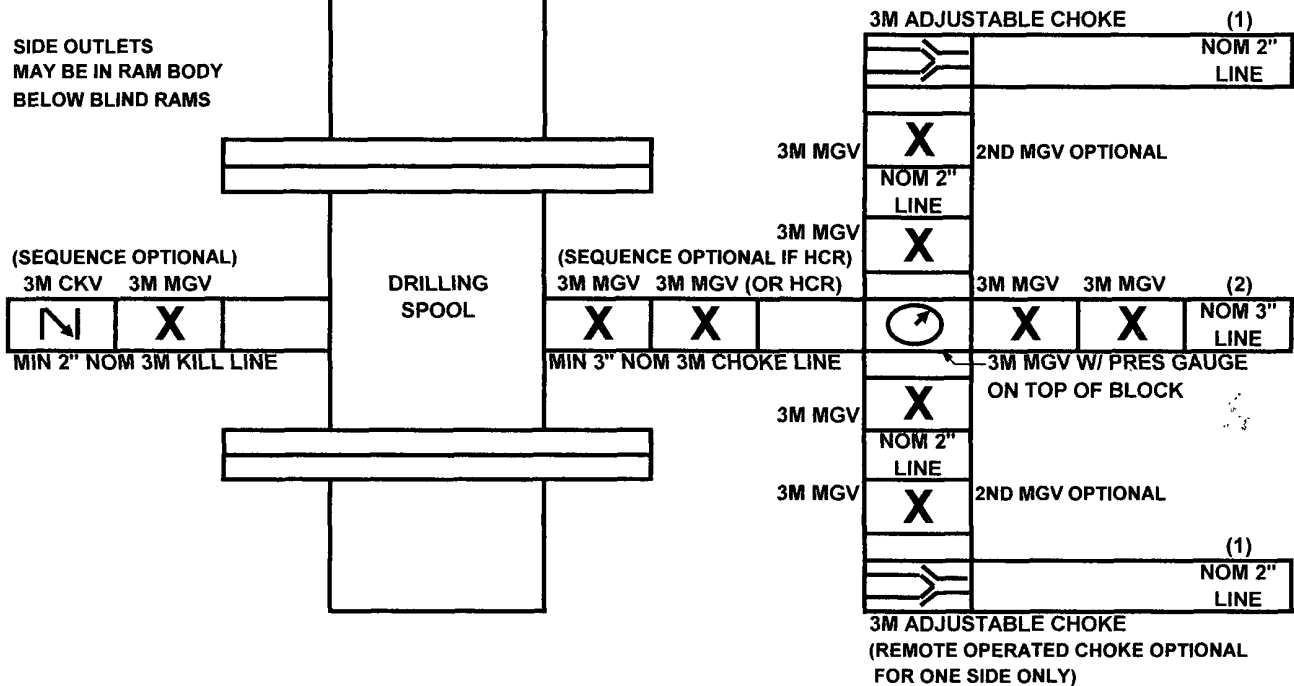 3M ADJUSTABLE CHOKE (1)
SIDE OUTLETS
MAY BE IN RAM BODY
BELOW BLIND RAMS
NOM 2"
LINE
3M MGV X 2ND MGV OPTIONAL
NOM 2"
LINE
3M MGV X
(SEQUENCE OPTIONAL)
3M CKV 3M MGV
X
MIN 2" NOM 3M KILL LINE
DRILLING
SPOOL
(SEQUENCE OPTIONAL IF HCR)
3M MGV 3M MGV (OR HCR)
X X
MIN 3" NOM 3M CHOKE LINE
3M MGV 3M MGV (2)
X X NOM 3"
LINE
3M MGV W/ PRES GAUGE
ON TOP OF BLOCK
3M MGV X
NOM 2"
LINE
3M MGV X 2ND MGV OPTIONAL
(1)
NOM 2"
LINE
3M ADJUSTABLE CHOKE
(REMOTE OPERATED CHOKE OPTIONAL
FOR ONE SIDE ONLY)